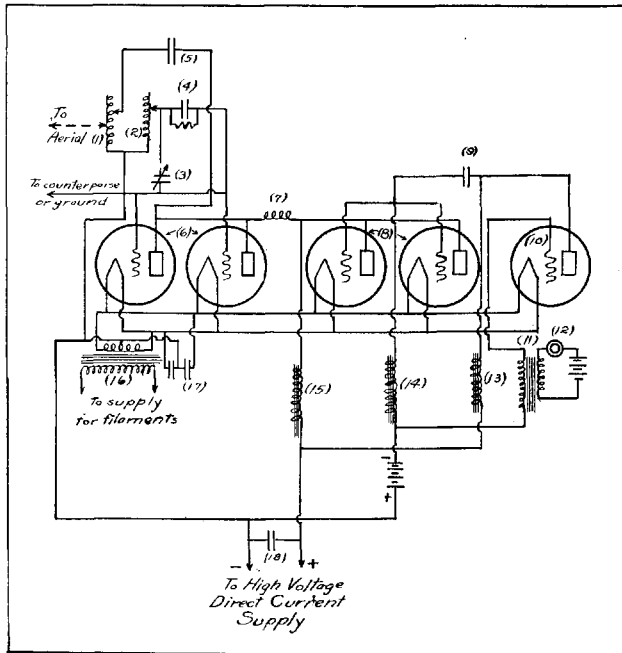 (5)
(4)
To
Aerial (1)
(2)
(3)
To counterpoise
or ground
(9)
(7)
(6)
(8)
(10)
(11)
(12)
(16)
(17)
(15)
(14)
(13)
To supply
for filaments
-
+
(18)
- +
To High Voltage
Direct Current
Supply